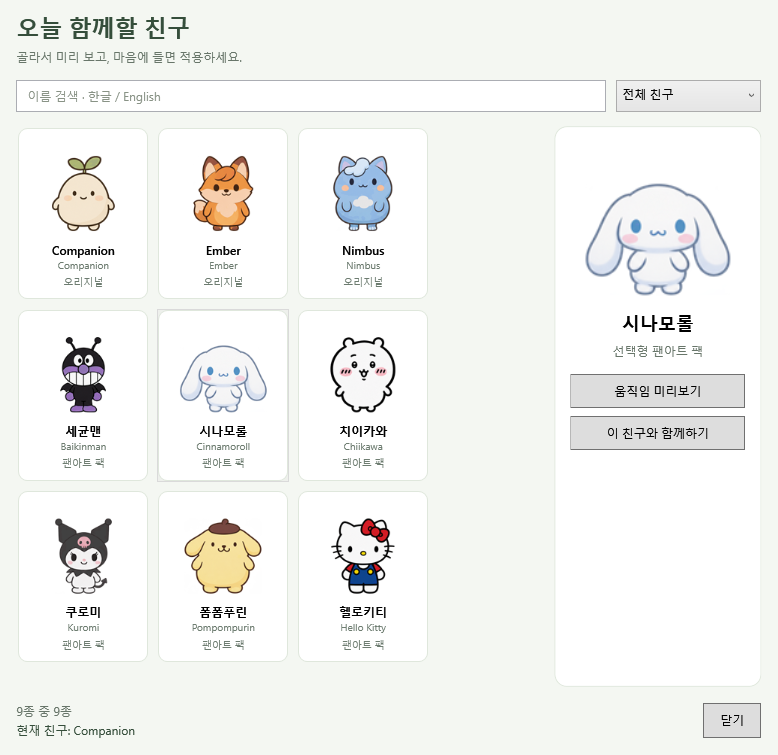 오늘 함께할 친구
골라서 미리 보고, 마음에 들면 적용하세요.
이름 검색 · 한글 / English
전체 친구
Companion
Companion
오리지널
Ember
Ember
오리지널
Nimbus
Nimbus
오리지널
세균맨
Baikinman
팬아트 팩
시나모롤
Cinnamoroll
팬아트 팩
치이카와
Chiikawa
팬아트 팩
쿠로미
Kuromi
팬아트 팩
폼폼푸린
Pompompurin
팬아트 팩
헬로키티
Hello Kitty
팬아트 팩
시나모롤
선택형 팬아트 팩
움직임 미리보기
이 친구와 함께하기
9종 중 9종
현재 친구: Companion
닫기